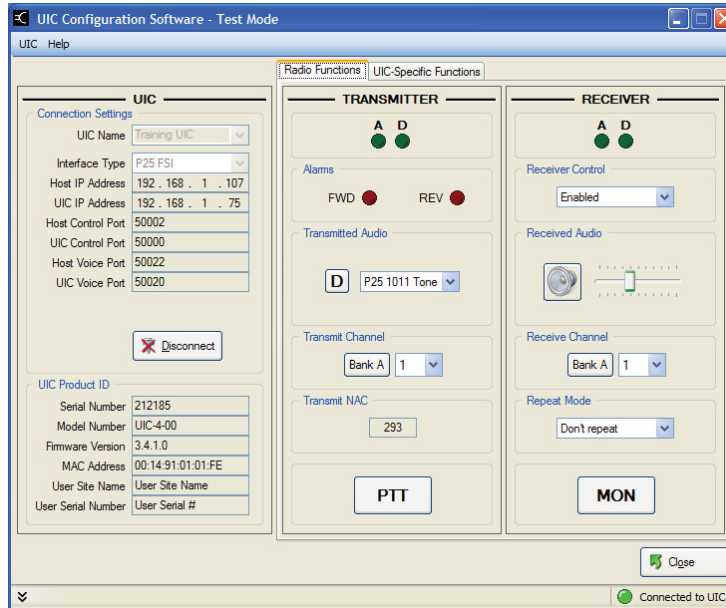 UIC Configuration Software - Test Mode
UIC Help
Radio Functions UIC-Specific Functions
UIC
Connection Settings
UIC Name Training UIC
Interface Type P25 FSI
Host IP Address 192 . 168 . 1 . 107
UIC IP Address 192 . 168 . 1 . 75
Host Control Port 50002
UIC Control Port 50000
Host Voice Port 50022
UIC Voice Port 50020
Disconnect
UIC Product ID
Serial Number 212185
Model Number UIC-4-00
Firmware Version 3.4.1.0
MAC Address 00:14:91:01:01:FE
User Site Name User Site Name
User Serial Number User Serial #
TRANSMITTER
A D
Alarms
FWD REV
Transmitted Audio
D P25 1011 Tone
Transmit Channel
Bank A 1
Transmit NAC
293
PTT
RECEIVER
A D
Receiver Control
Enabled
Received Audio
Receive Channel
Bank A 1
Repeat Mode
Don't repeat
MON
Close
Connected to UIC